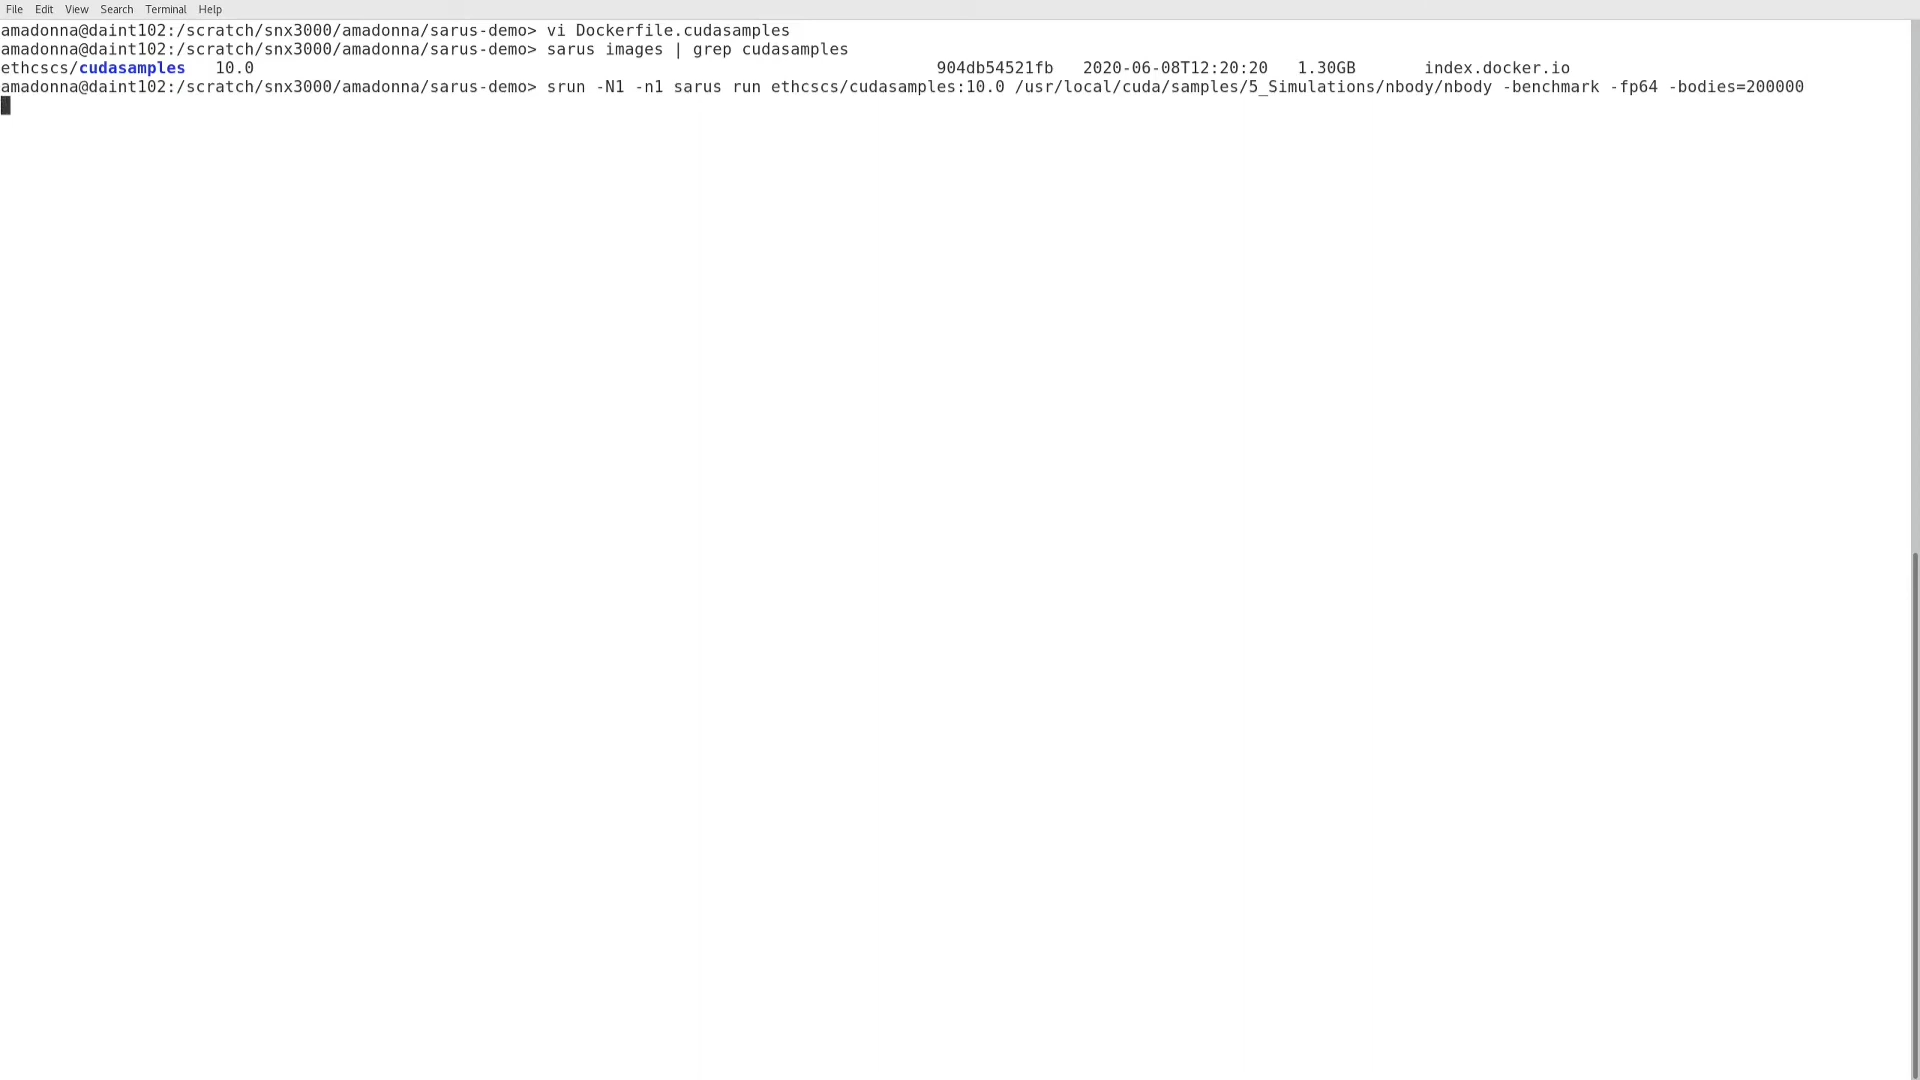 File Edit View Search Terminal Help
amadonna@daint102:/scratch/snx3000/amadonna/sarus-demo> vi Dockerfile.cudasamples
amadonna@daint102:/scratch/snx3000/amadonna/sarus-demo> sarus images | grep cudasamples
ethcscs/cudasamples 10.0 904db54521fb 2020-06-08T12:20:20 1.30GB index.docker.io
amadonna@daint102:/scratch/snx3000/amadonna/sarus-demo> srun -N1 -n1 sarus run ethcscs/cudasamples:10.0 /usr/local/cuda/samples/5_Simulations/nbody/nbody -benchmark -fp64 -bodies=200000